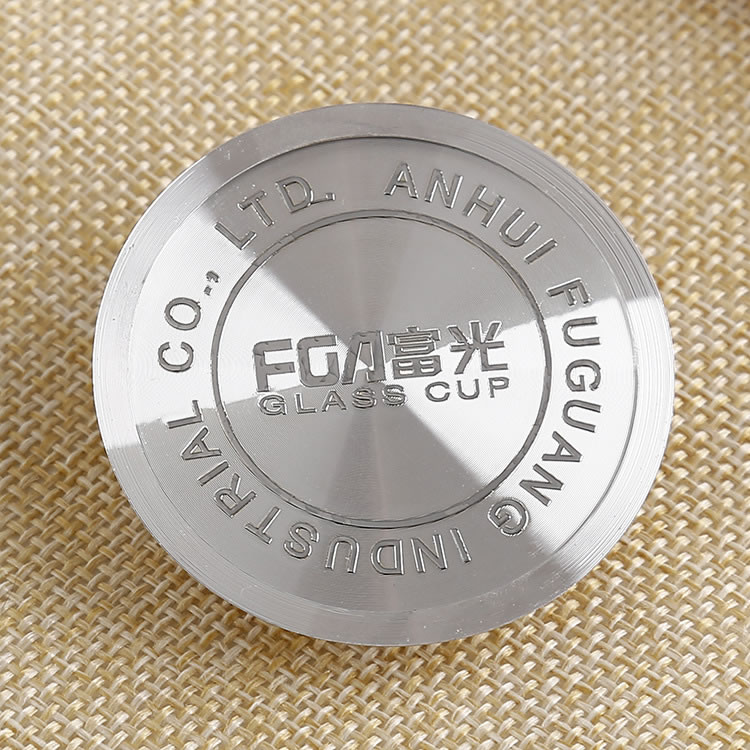 ANHUI FUGUANG INDUSTRIAL CO., LTD.
FGA富光
GLASS CUP